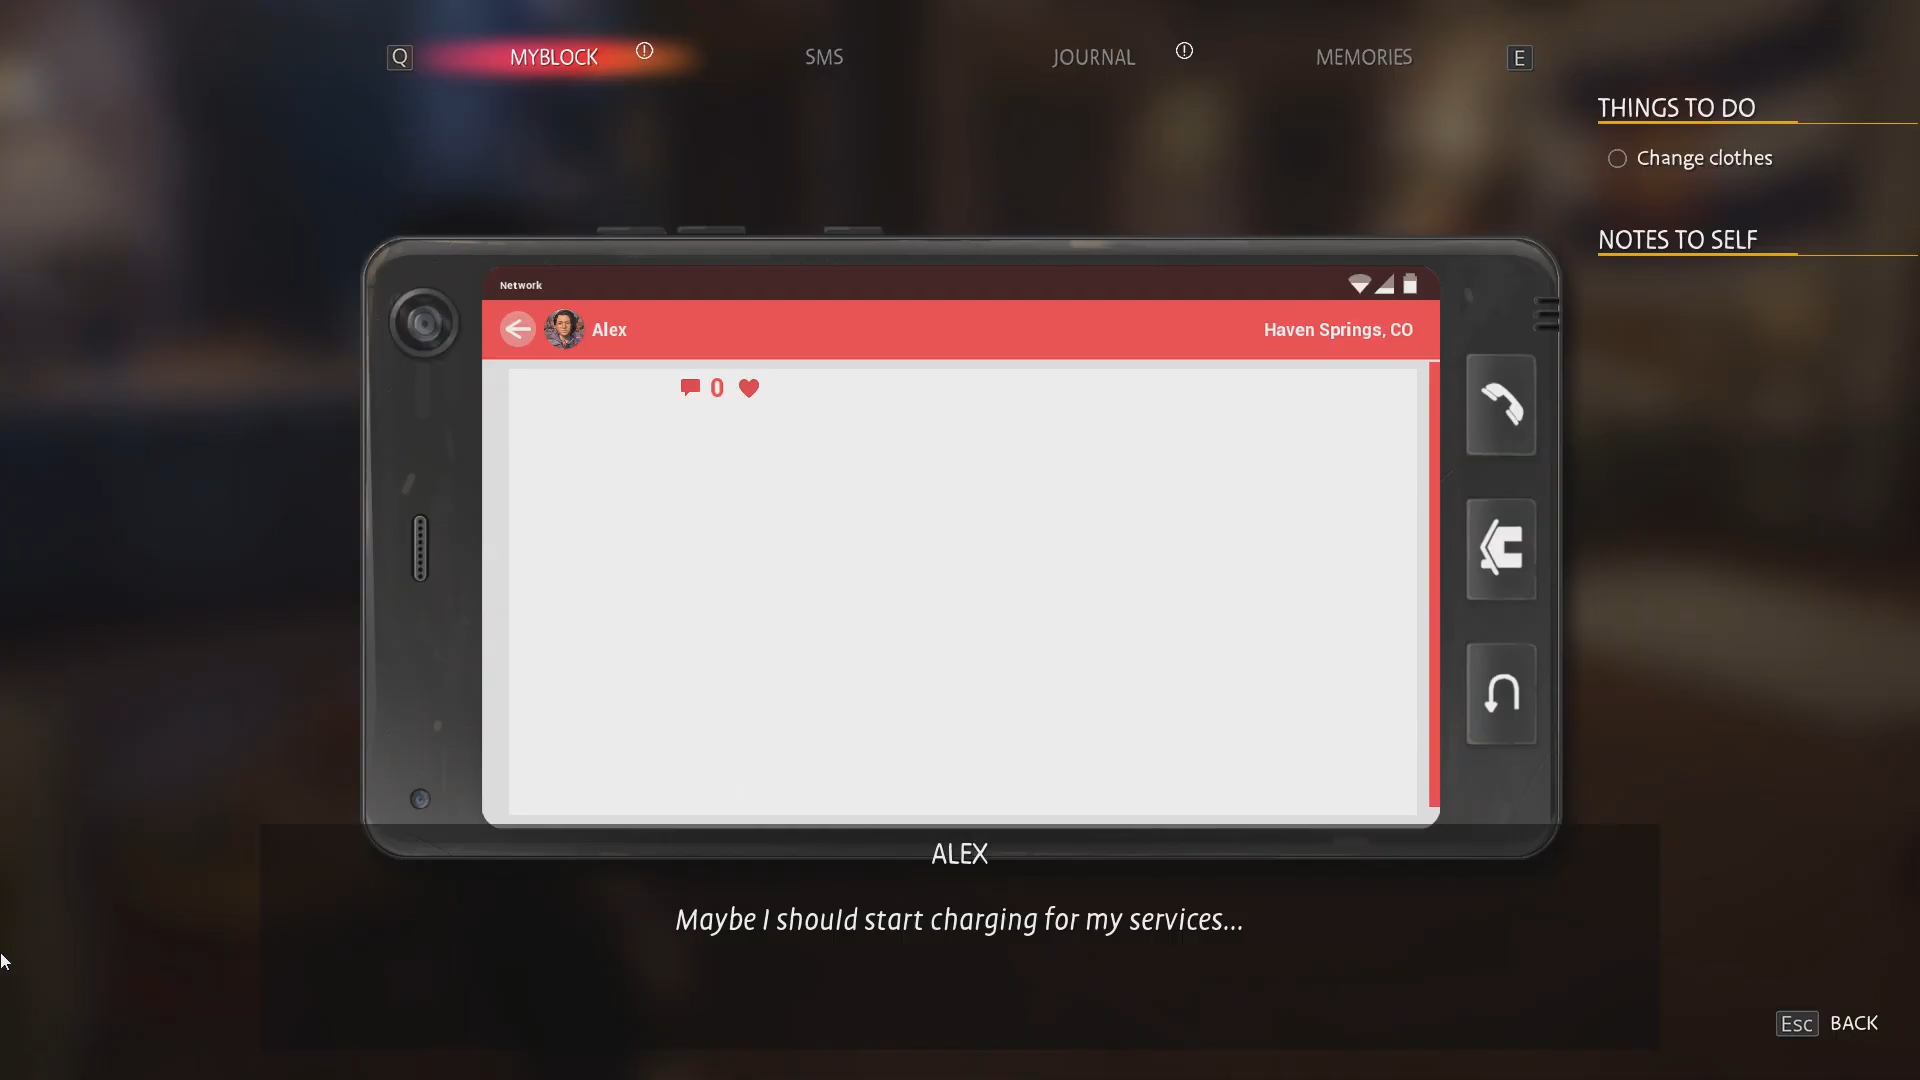 Q
MYBLOCK
SMS
JOURNAL
MEMORIES
E
THINGS TO DO
Change clothes
NOTES TO SELF
Network
Alex
Haven Springs, CO
0
ALEX
Maybe I should start charging for my services...
Esc BACK